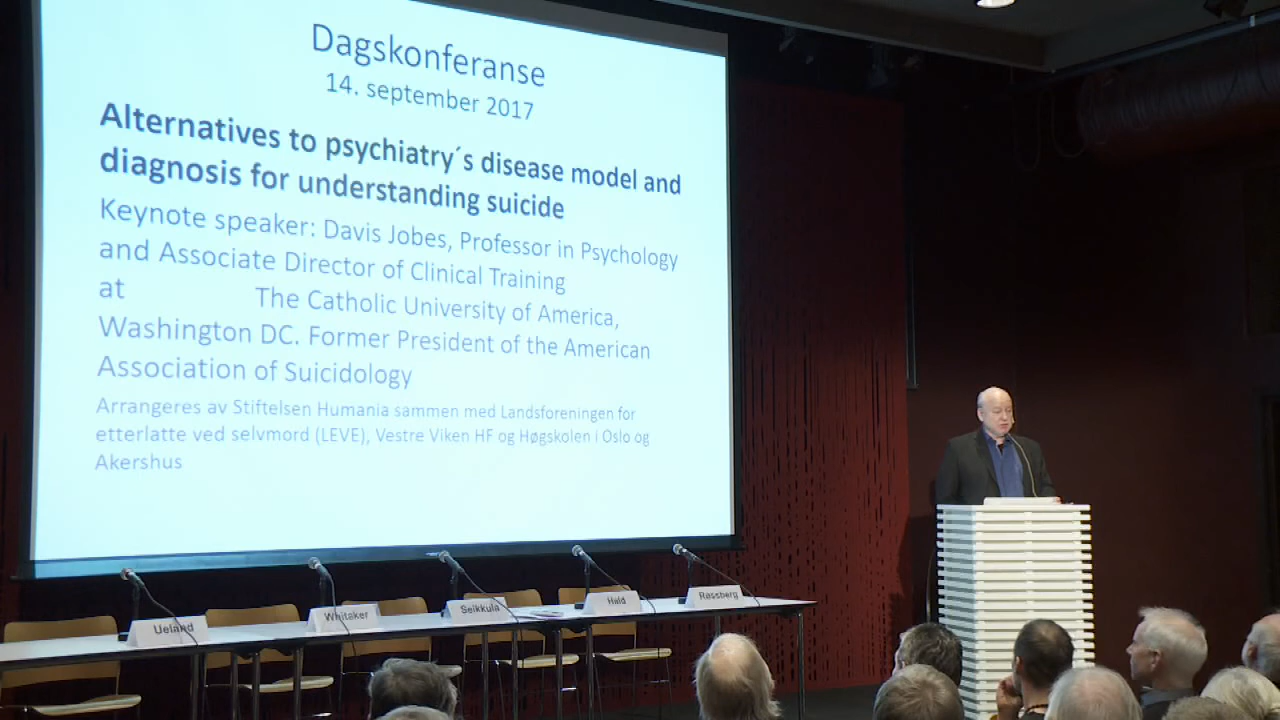 Dagskonferanse
14. september 2017
Alternatives to psychiatry´s disease model and
diagnosis for understanding suicide
Keynote speaker: Davis Jobes, Professor in Psychology
and Associate Director of Clinical Training
at The Catholic University of America,
Washington DC. Former President of the American
Association of Suicidology
Arrangeres av Stiftelsen Humania sammen med Landsforeningen for
etterlatte ved selvmord (LEVE), Vestre Viken HF og Høgskolen i Oslo og
Akershus
Ueland
Whitaker
Seikkula
Hald
Røssberg